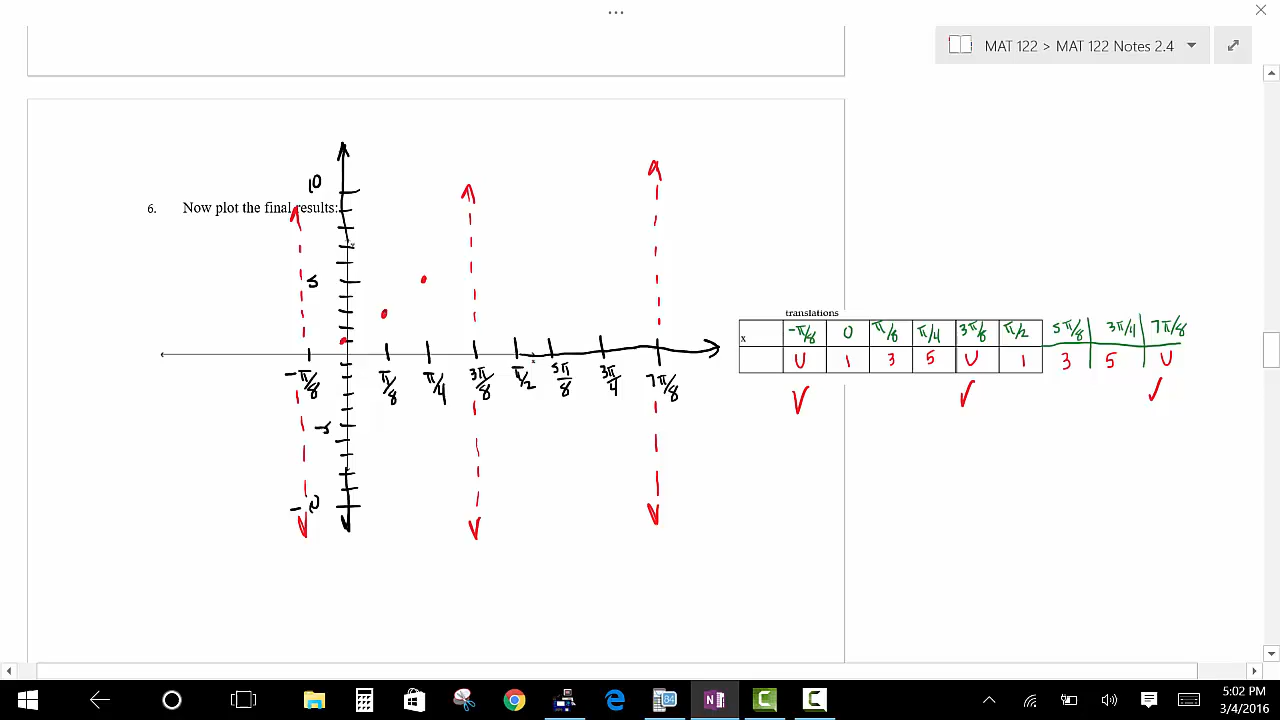 MAT 122 > MAT 122 Notes 2.4
10
6. Now plot the final results:
5
translations
x -π/8 0 π/8 π/4 3π/8 π/2 5π/8 3π/4 7π/8
U 1 3 5 U 1 3 5 U
-π/8 π/8 π/4 3π/8 π/2 5π/8 3π/4 7π/8
5:02 PM
3/4/2016